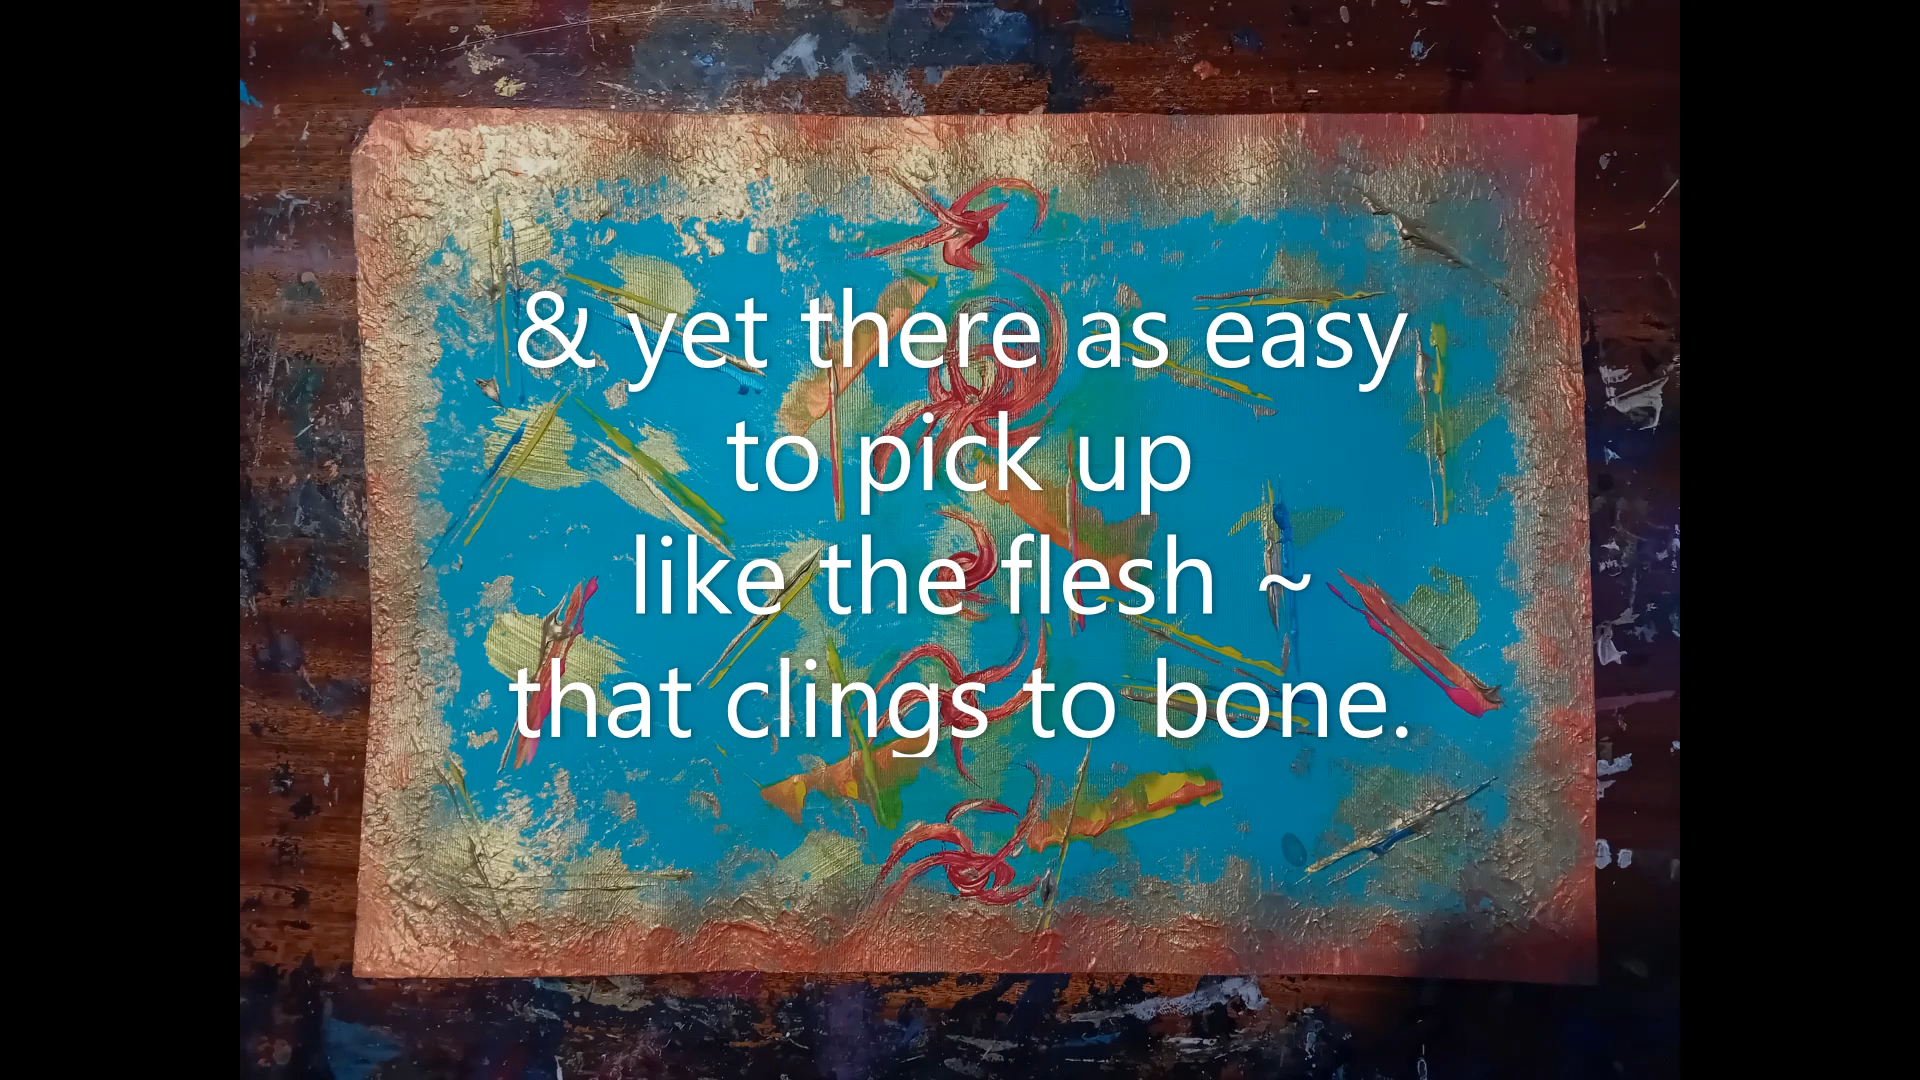 & yet there as easy
to pick up
like the flesh ~
that clings to bone.